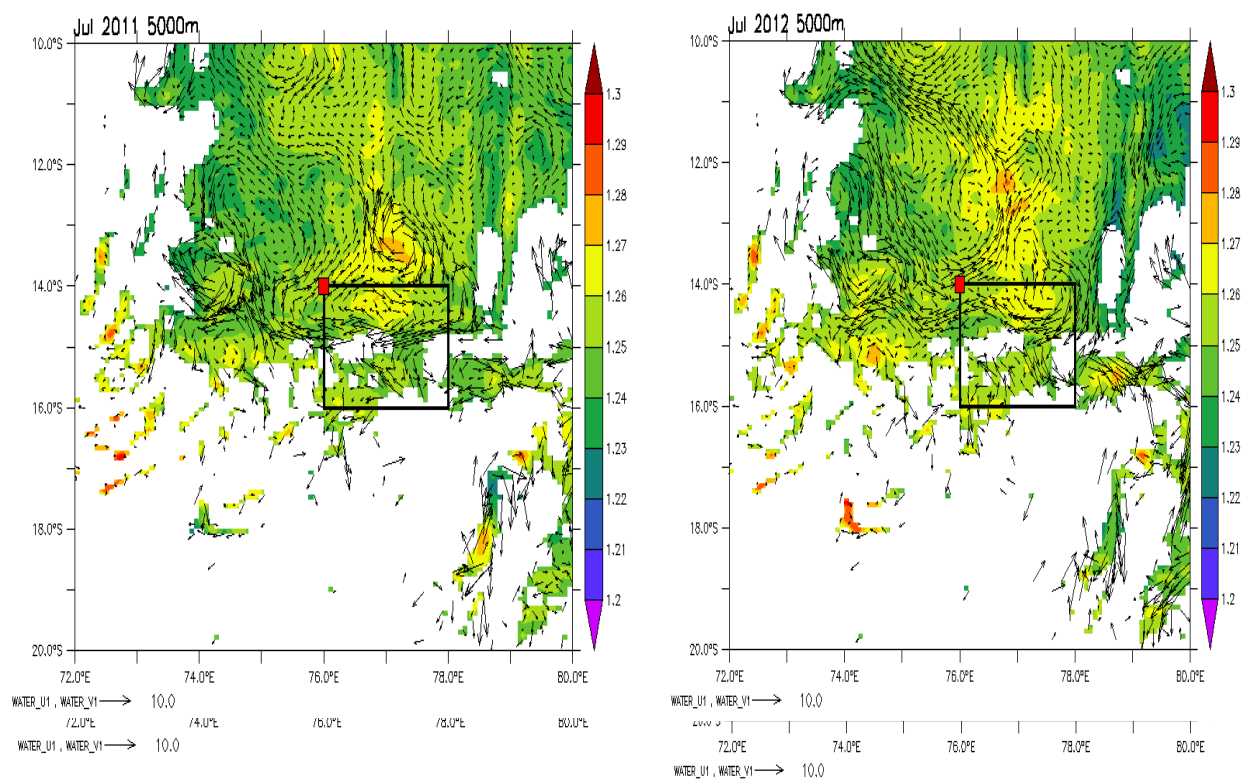 Jul 2011 5000m
10.0°S
12.0°S
14.0°S
16.0°S
18.0°S
20.0°S
72.0°E 74.0°E 76.0°E 78.0°E 80.0°E
1.3
1.29
1.28
1.27
1.26
1.25
1.24
1.23
1.22
1.21
1.2
WATER_U1 , WATER_V1 10.0
72.0°E 74.0°E 76.0°E 78.0°E 80.0°E
WATER_U1 , WATER_V1 10.0
Jul 2012 5000m
10.0°S
12.0°S
14.0°S
16.0°S
18.0°S
20.0°S
72.0°E 74.0°E 76.0°E 78.0°E 80.0°E
1.3
1.29
1.28
1.27
1.26
1.25
1.24
1.23
1.22
1.21
1.2
WATER_U1 , WATER_V1 10.0
20.0°S
72.0°E 74.0°E 76.0°E 78.0°E 80.0°E
WATER_U1 , WATER_V1 10.0